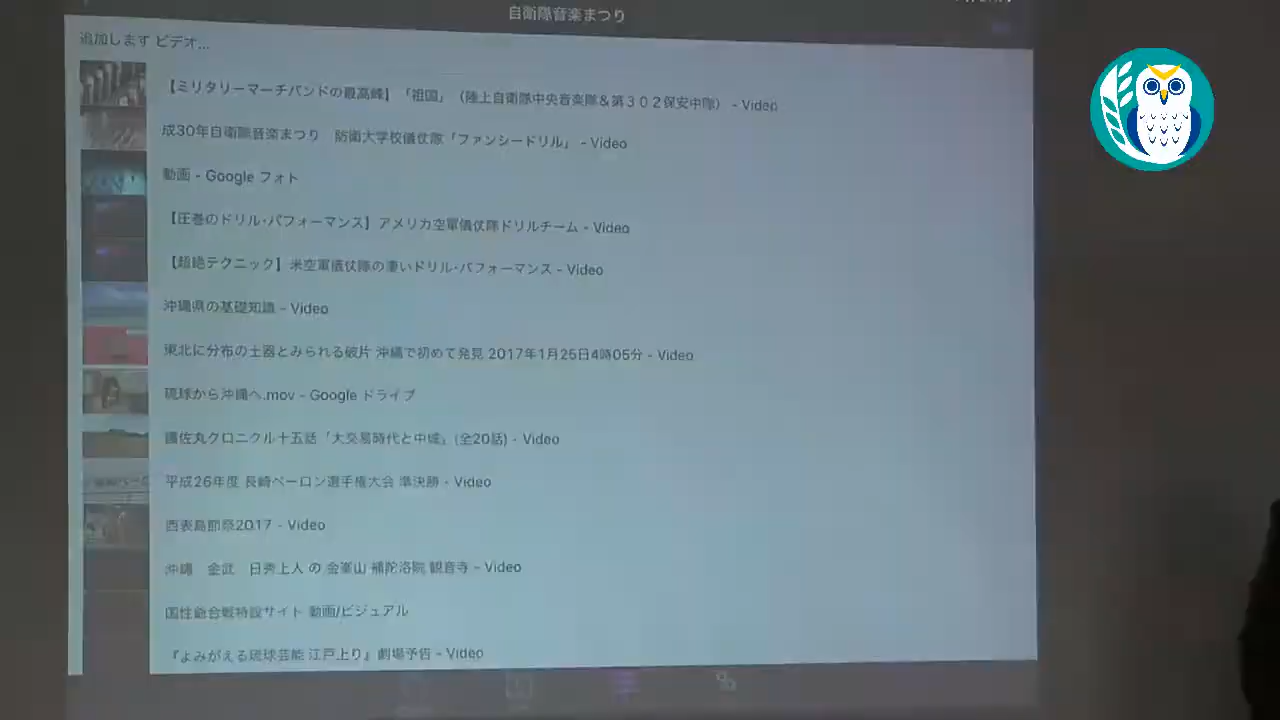 自衛隊音楽まつり
追加します ビデオ...
【ミリタリーマーチバンドの最高峰】「祖国」（陸上自衛隊中央音楽隊＆第３０２保安中隊） - Video
成30年自衛隊音楽まつり　防衛大学校儀仗隊「ファンシードリル」 - Video
動画 - Google フォト
【圧巻のドリル･パフォーマンス】アメリカ空軍儀仗隊ドリルチーム - Video
【超絶テクニック】米空軍儀仗隊の凄いドリル･パフォーマンス - Video
沖縄県の基礎知識 - Video
東北に分布の土器とみられる破片 沖縄で初めて発見 2017年1月25日4時05分 - Video
琉球から沖縄へ.mov - Google ドライブ
護佐丸クロニクル十五話「大交易時代と中城」(全20話) - Video
平成26年度 長崎ペーロン選手権大会 準決勝 - Video
西表島節祭2017 - Video
沖縄　金武　日秀上人 の 金峯山 補陀洛院 観音寺 - Video
国性爺合戦特設サイト 動画/ビジュアル
『よみがえる琉球芸能 江戸上り』劇場予告 - Video